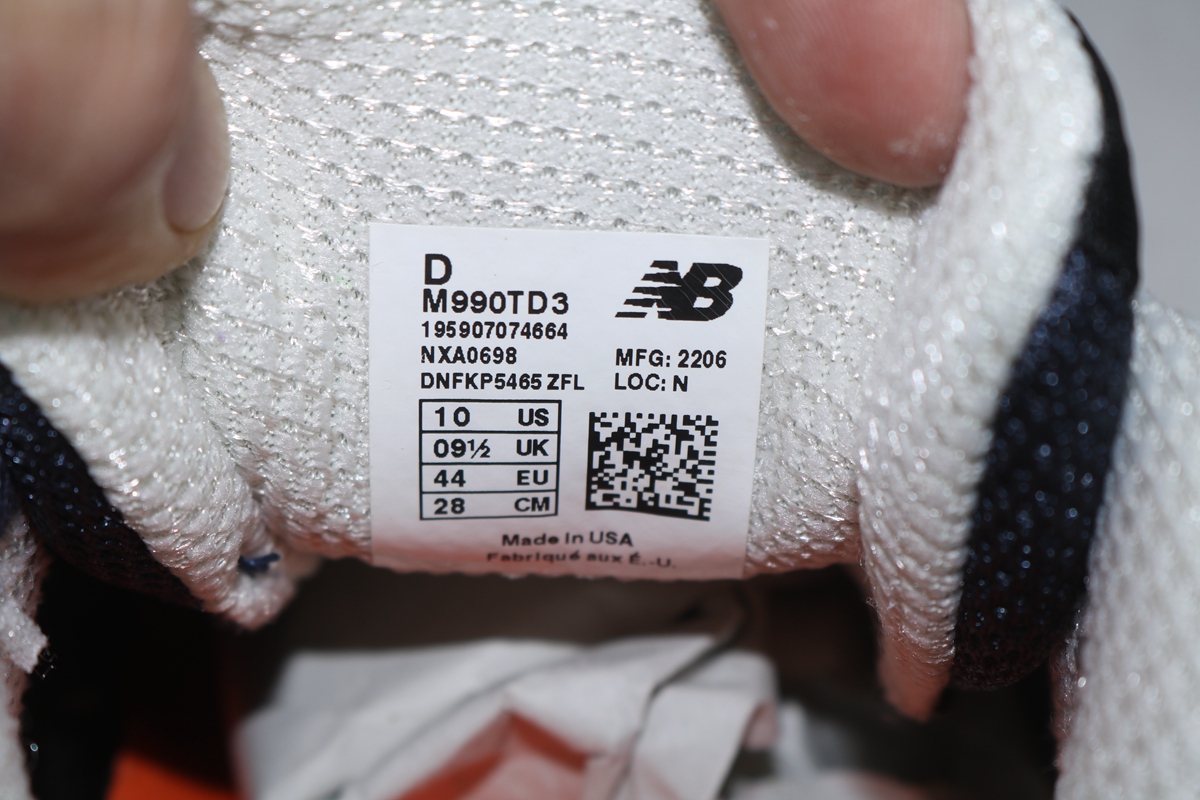 D
NB
M990TD3
195907074664
NXA0698
MFG: 2206
DNFKP5465 ZFL
LOC: N
10 US
09½ UK
44 EU
28 CM
Made in USA
Fabriqué aux É.-U.